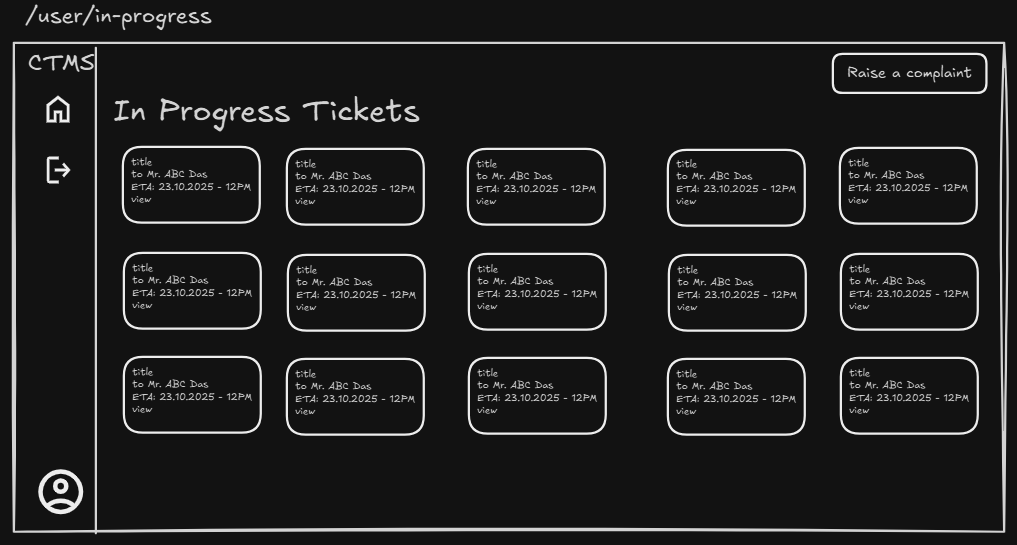 /user/in-progress
CTMS
Raise a complaint
In Progress Tickets
title
to Mr. ABC Das
ETA: 23.10.2025 - 12PM
view
title
to Mr. ABC Das
ETA: 23.10.2025 - 12PM
view
title
to Mr. ABC Das
ETA: 23.10.2025 - 12PM
view
title
to Mr. ABC Das
ETA: 23.10.2025 - 12PM
view
title
to Mr. ABC Das
ETA: 23.10.2025 - 12PM
view
title
to Mr. ABC Das
ETA: 23.10.2025 - 12PM
view
title
to Mr. ABC Das
ETA: 23.10.2025 - 12PM
view
title
to Mr. ABC Das
ETA: 23.10.2025 - 12PM
view
title
to Mr. ABC Das
ETA: 23.10.2025 - 12PM
view
title
to Mr. ABC Das
ETA: 23.10.2025 - 12PM
view
title
to Mr. ABC Das
ETA: 23.10.2025 - 12PM
view
title
to Mr. ABC Das
ETA: 23.10.2025 - 12PM
view
title
to Mr. ABC Das
ETA: 23.10.2025 - 12PM
view
title
to Mr. ABC Das
ETA: 23.10.2025 - 12PM
view
title
to Mr. ABC Das
ETA: 23.10.2025 - 12PM
view